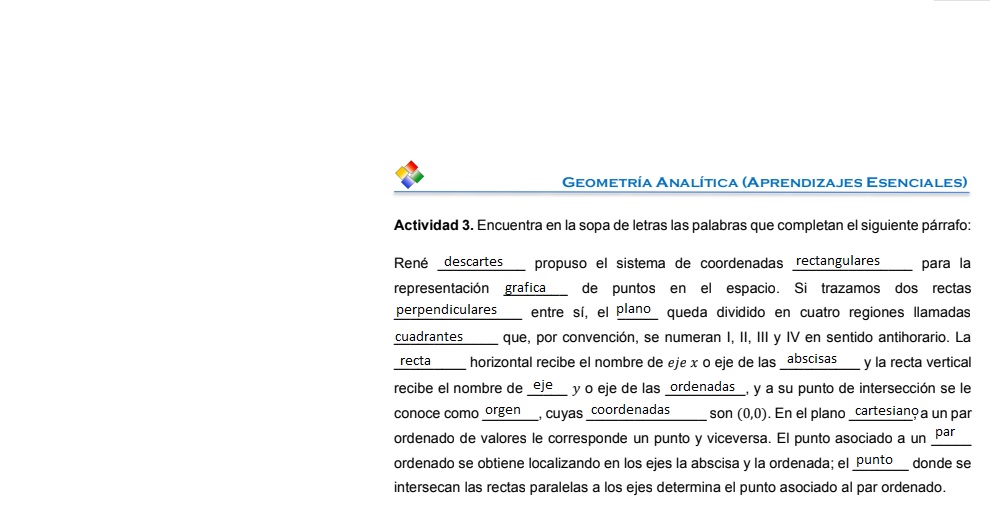 GEOMETRÍA ANALÍTICA (APRENDIZAJES ESENCIALES)
Actividad 3. Encuentra en la sopa de letras las palabras que completan el siguiente párrafo:
René descartes propuso el sistema de coordenadas rectangulares para la
representación grafica de puntos en el espacio. Si trazamos dos rectas
perpendiculares entre sí, el plano queda dividido en cuatro regiones llamadas
cuadrantes que, por convención, se numeran I, II, III y IV en sentido antihorario. La
recta horizontal recibe el nombre de eje x o eje de las abscisas y la recta vertical
recibe el nombre de eje y o eje de las ordenadas, y a su punto de intersección se le
conoce como orgen, cuyas coordenadas son (0,0). En el plano cartesiano a un par
ordenado de valores le corresponde un punto y viceversa. El punto asociado a un par
ordenado se obtiene localizando en los ejes la abscisa y la ordenada; el punto donde se
intersecan las rectas paralelas a los ejes determina el punto asociado al par ordenado.